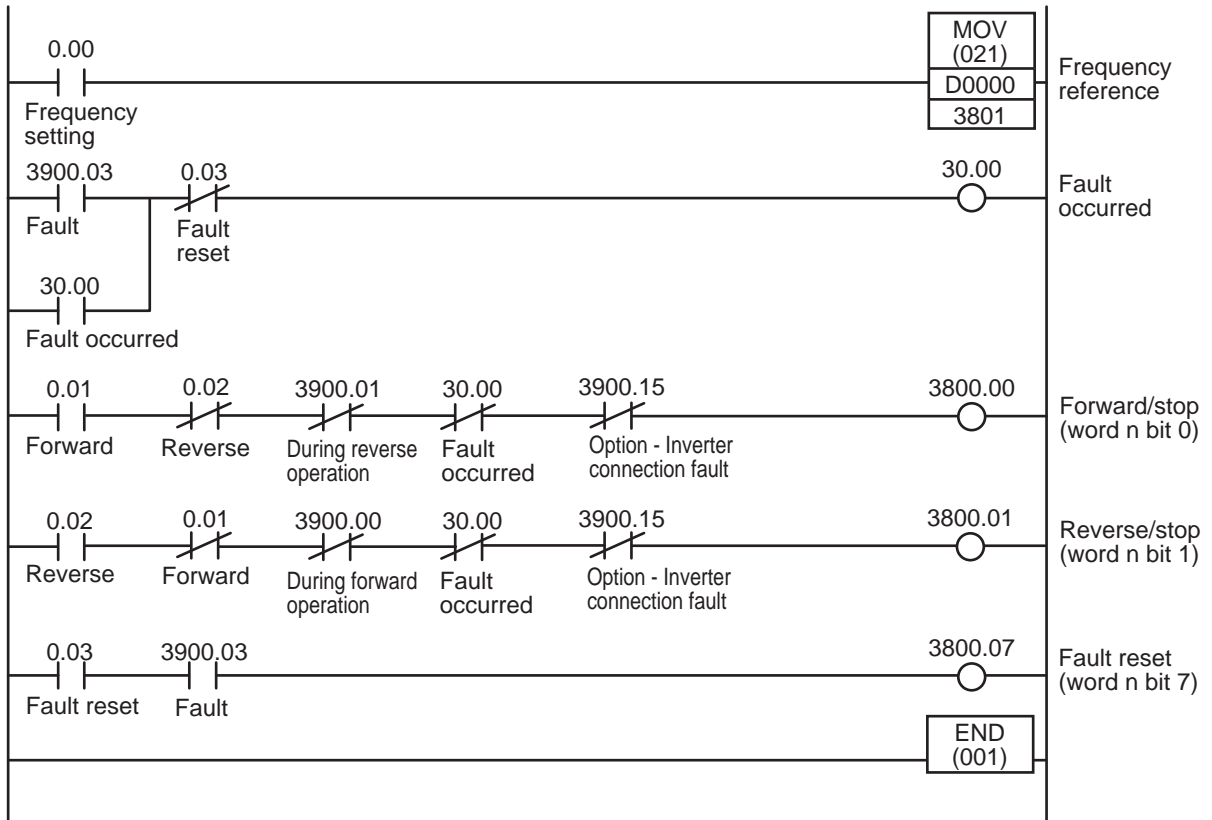 0.00
MOV
(021)
D0000
3801
Frequency
reference
Frequency
setting
3900.03 0.03 30.00
Fault
occurred
Fault
Fault
reset
30.00
Fault occurred
0.01 0.02 3900.01 30.00 3900.15 3800.00
Forward/stop
(word n bit 0)
Forward
Reverse
During reverse
operation
Fault
occurred
Option - Inverter
connection fault
0.02 0.01 3900.00 30.00 3900.15 3800.01
Reverse/stop
(word n bit 1)
Reverse
Forward
During forward
operation
Fault
occurred
Option - Inverter
connection fault
0.03 3900.03 3800.07
Fault reset
(word n bit 7)
Fault reset Fault
END
(001)